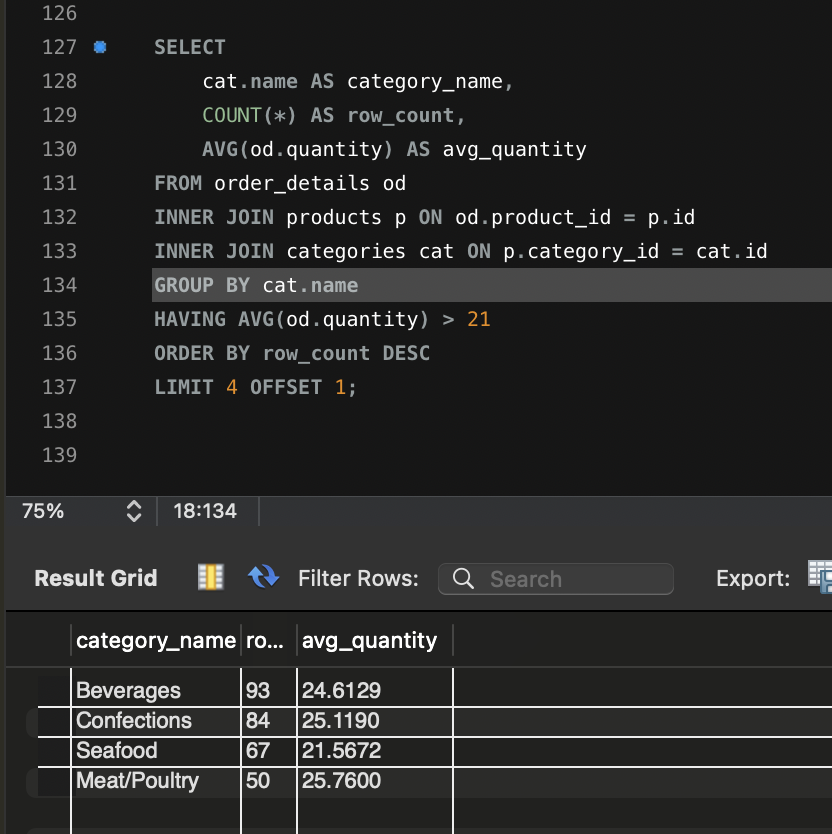 126
127 SELECT
128 cat.name AS category_name,
129 COUNT(*) AS row_count,
130 AVG(od.quantity) AS avg_quantity
131 FROM order_details od
132 INNER JOIN products p ON od.product_id = p.id
133 INNER JOIN categories cat ON p.category_id = cat.id
134 GROUP BY cat.name
135 HAVING AVG(od.quantity) > 21
136 ORDER BY row_count DESC
137 LIMIT 4 OFFSET 1;
138
139
75% 18:134
Result Grid Filter Rows: Search Export:
category_name ro... avg_quantity
Beverages 93 24.6129
Confections 84 25.1190
Seafood 67 21.5672
Meat/Poultry 50 25.7600